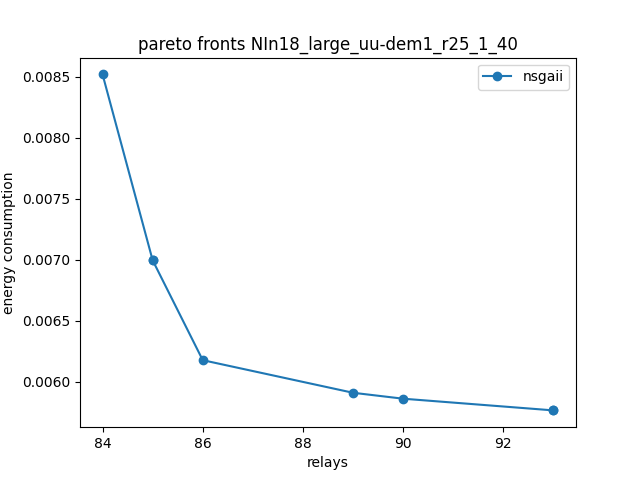 pareto fronts NIn18_large_uu-dem1_r25_1_40
nsgaii
energy consumption
0.0085
0.0080
0.0075
0.0070
0.0065
0.0060
84
86
88
90
92
relays